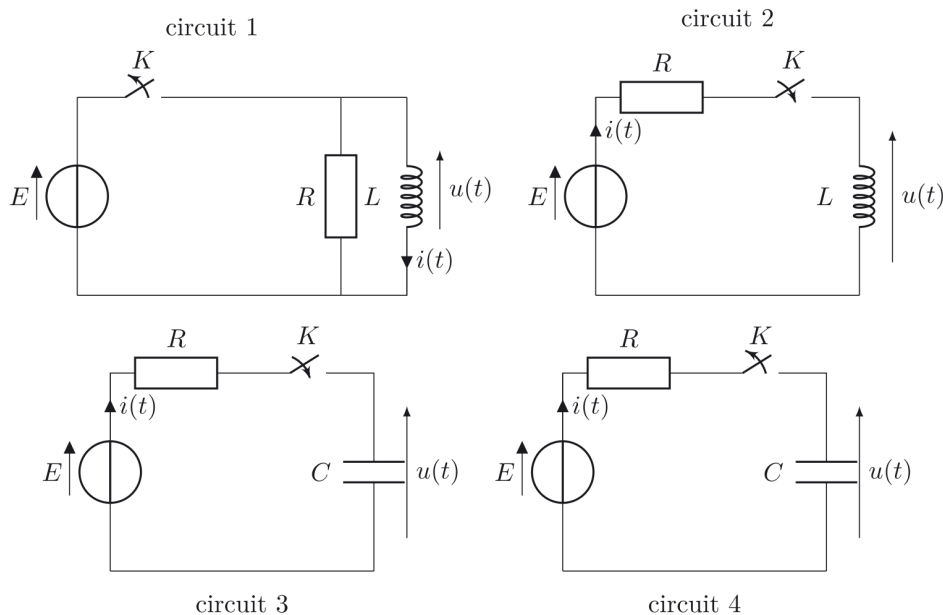 circuit 1
K
E
R
L
u(t)
i(t)
circuit 2
R
K
i(t)
E
L
u(t)
R
K
i(t)
E
C
u(t)
circuit 3
R
K
i(t)
E
C
u(t)
circuit 4